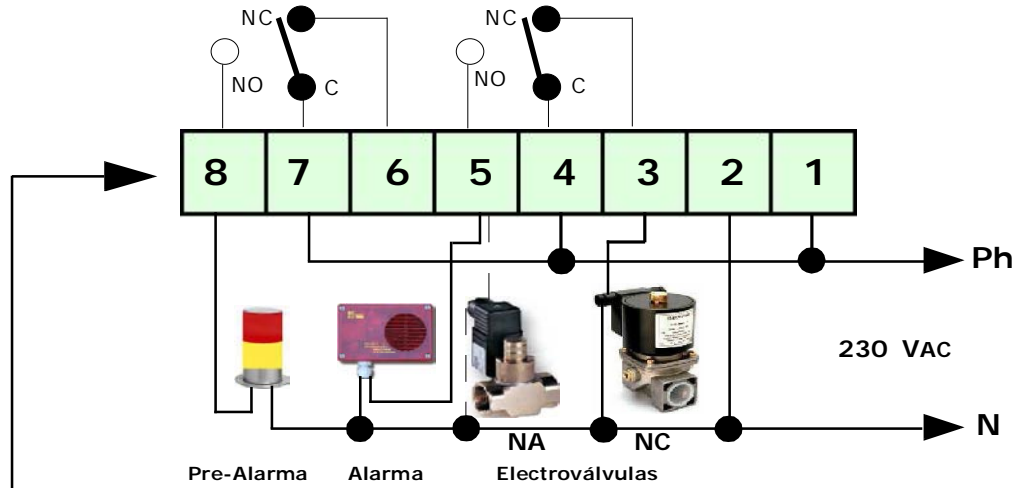 NC NC
NO C NO C
8 7 6 5 4 3 2 1
Ph
230 VAC
N
NA NC
Pre-Alarma Alarma Electroválvulas